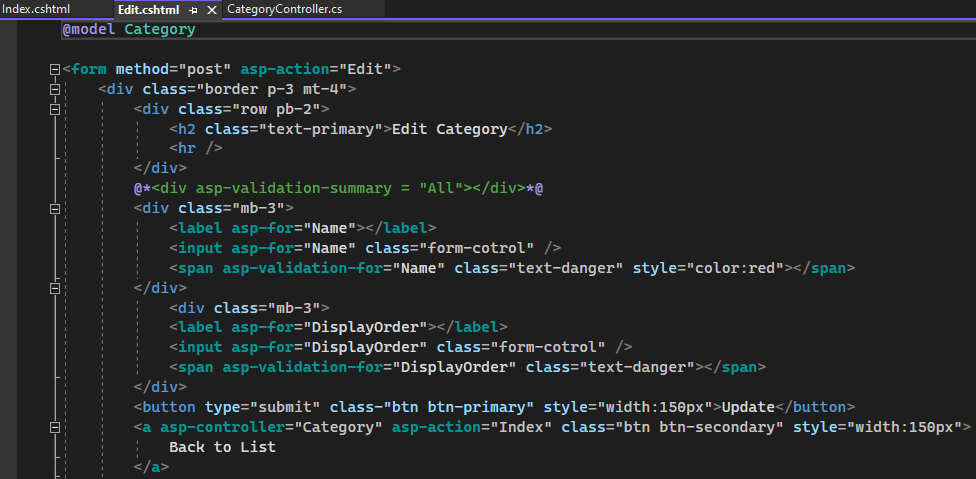 Index.cshtml Edit.cshtml CategoryController.cs
@model Category
<form method="post" asp-action="Edit">
<div class="border p-3 mt-4">
<div class="row pb-2">
<h2 class="text-primary">Edit Category</h2>
<hr />
</div>
@*<div asp-validation-summary = "All"></div>*@
<div class="mb-3">
<label asp-for="Name"></label>
<input asp-for="Name" class="form-cotrol" />
<span asp-validation-for="Name" class="text-danger" style="color:red"></span>
</div>
<div class="mb-3">
<label asp-for="DisplayOrder"></label>
<input asp-for="DisplayOrder" class="form-cotrol" />
<span asp-validation-for="DisplayOrder" class="text-danger"></span>
</div>
<button type="submit" class-"btn btn-primary" style="width:150px">Update</button>
<a asp-controller="Category" asp-action="Index" class="btn btn-secondary" style="width:150px">
Back to List
</a>